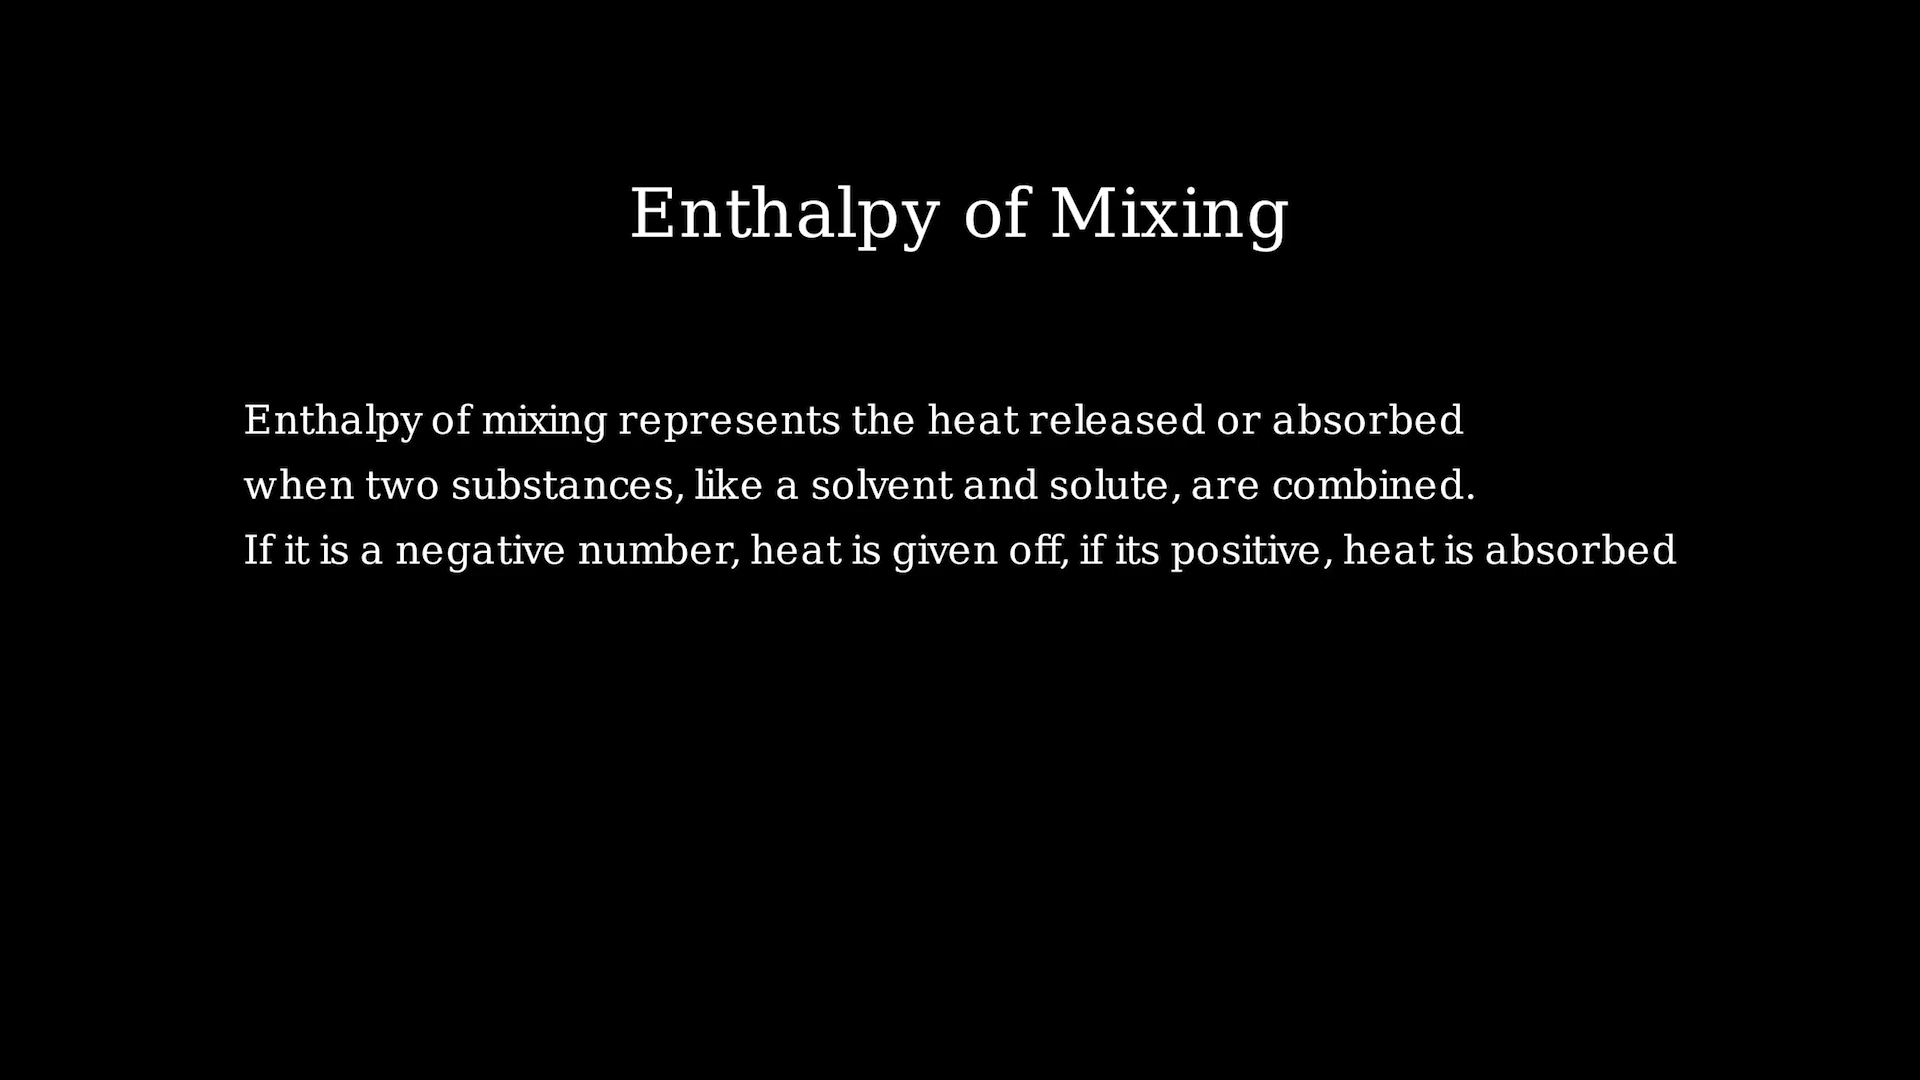 Enthalpy of Mixing
Enthalpy of mixing represents the heat released or absorbed
when two substances, like a solvent and solute, are combined.
If it is a negative number, heat is given off, if its positive, heat is absorbed